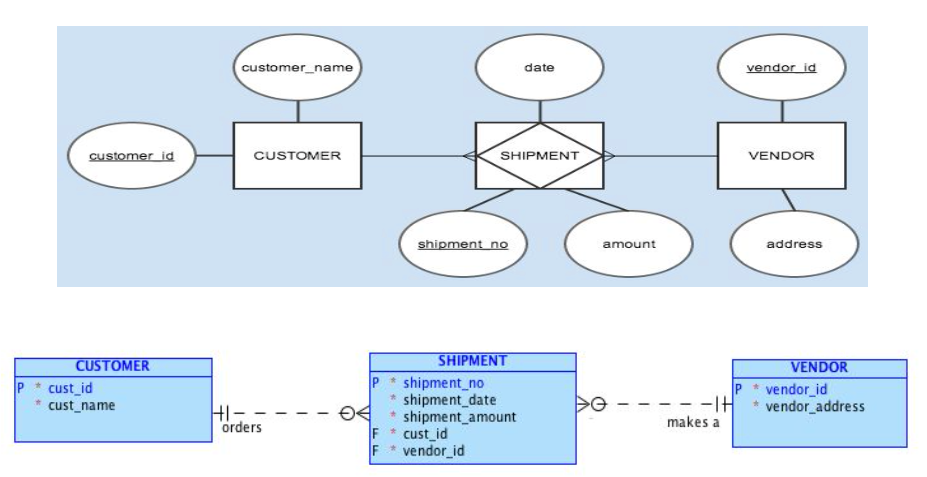 customer_name
date
vendor_id
customer_id
CUSTOMER
SHIPMENT
VENDOR
shipment_no
amount
address
CUSTOMER
P * cust_id
* cust_name
orders
SHIPMENT
P * shipment_no
* shipment_date
* shipment_amount
F * cust_id
F * vendor_id
makes a
VENDOR
P * vendor_id
* vendor_address